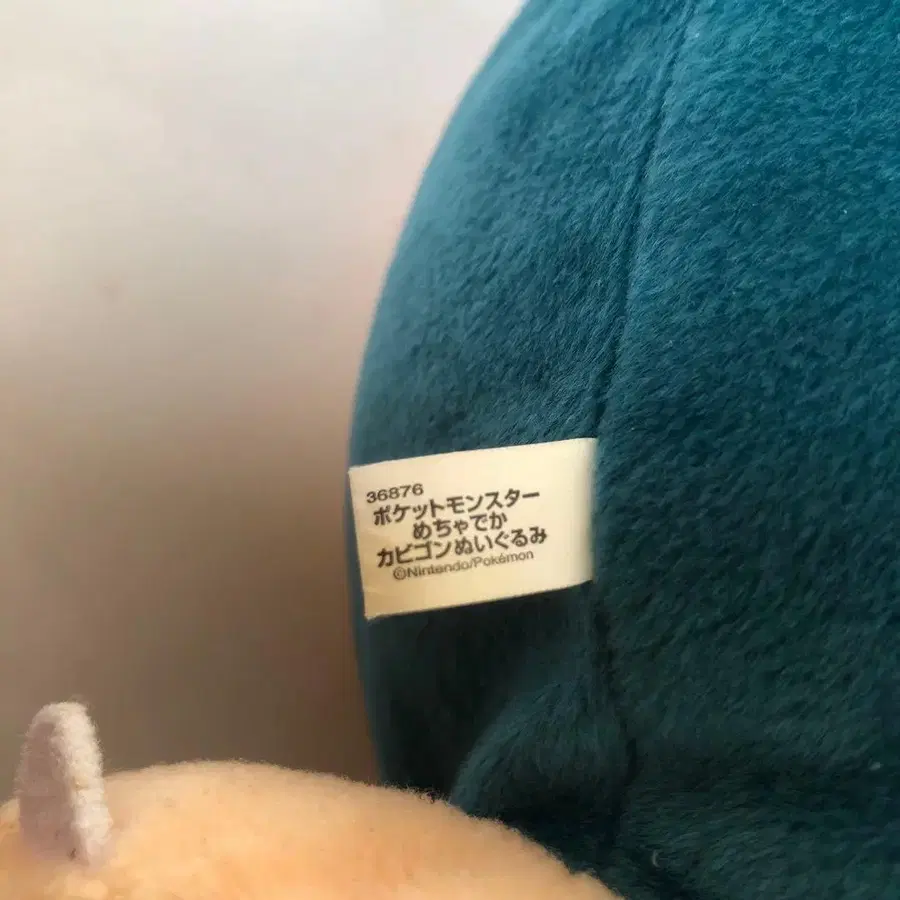 36876
ポケットモンスター
めちゃでか
カビゴンぬいぐるみ
©Nintendo/Pokémon